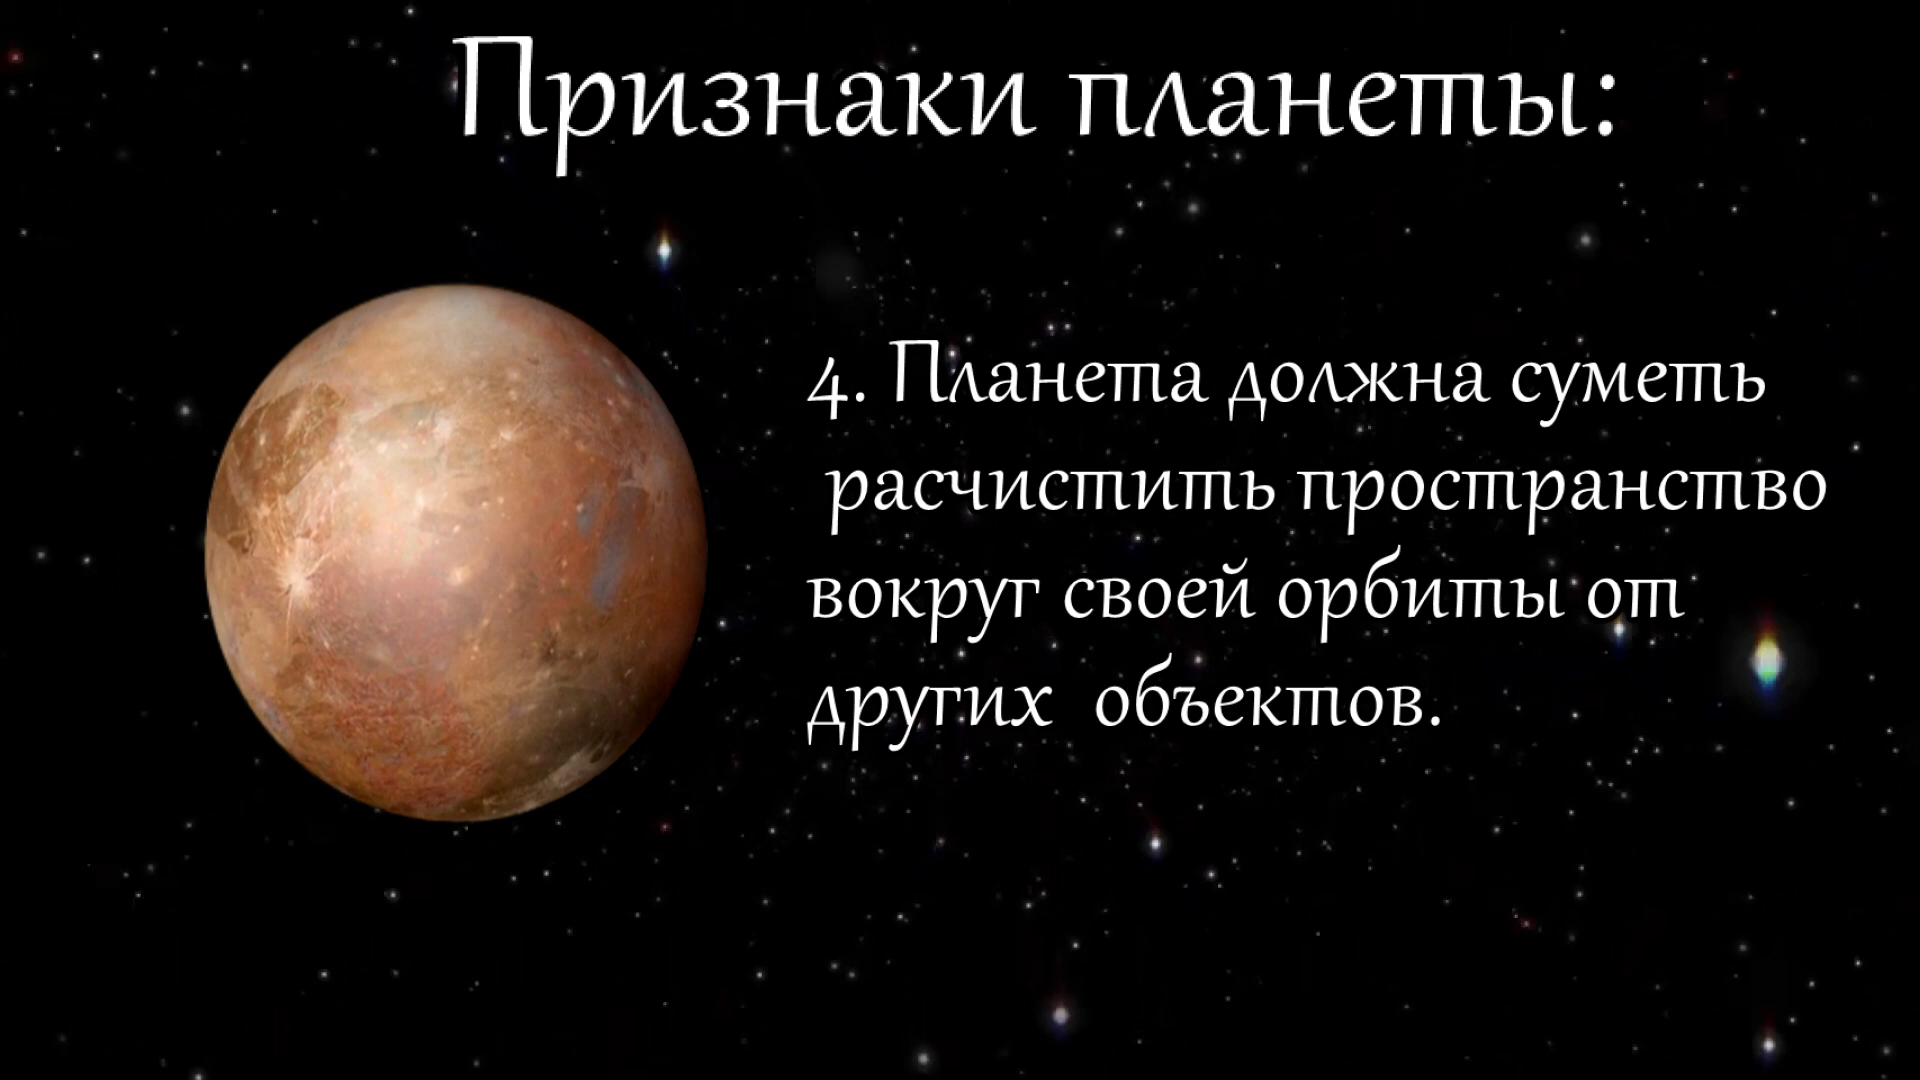 Признаки планеты:
4. Планета должна суметь
расчистить пространство
вокруг своей орбиты от
других объектов.